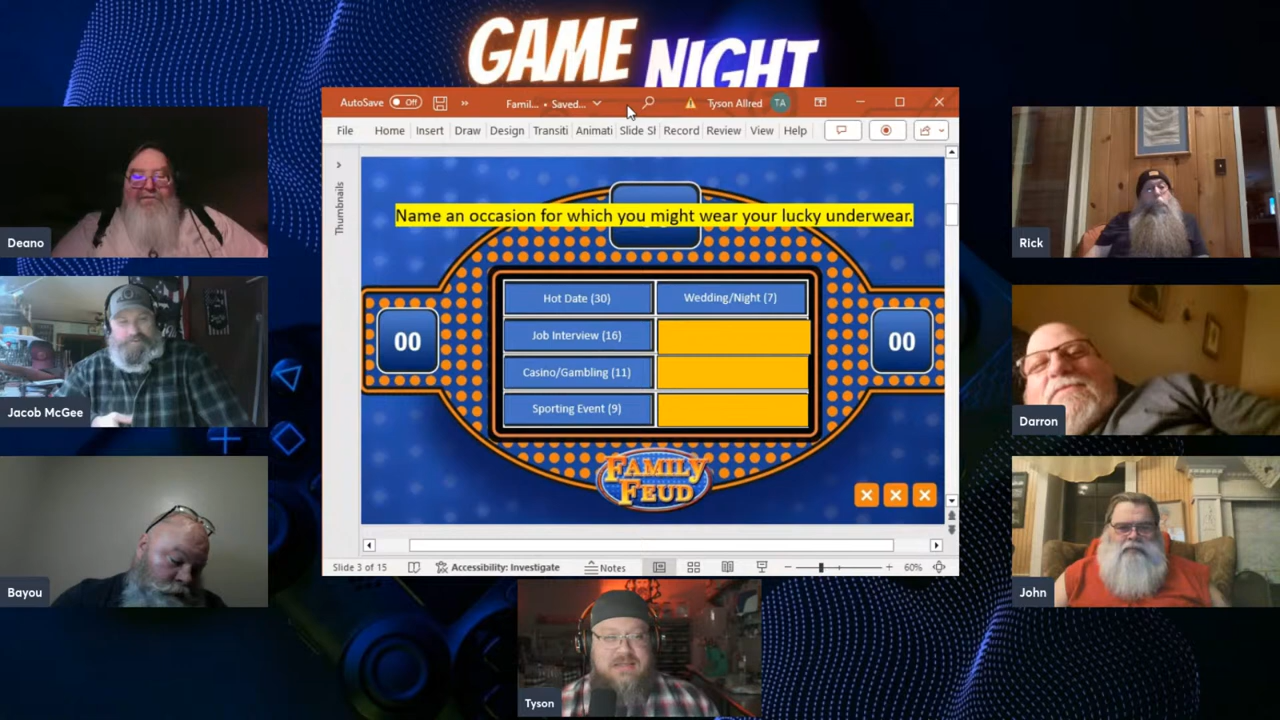 GAME NIGHT
AutoSave Off » Famil... • Saved... Tyson Allred TA
File Home Insert Draw Design Transiti Animati Slide Sl Record Review View Help
Thumbnails
Name an occasion for which you might wear your lucky underwear.
Hot Date (30) Wedding/Night (7)
Job Interview (16)
Casino/Gambling (11)
Sporting Event (9)
00 00
FAMILY
FEUD
Slide 3 of 15 Accessibility: Investigate Notes 60%
Deano
Rick
Jacob McGee
Darron
Bayou
John
Tyson